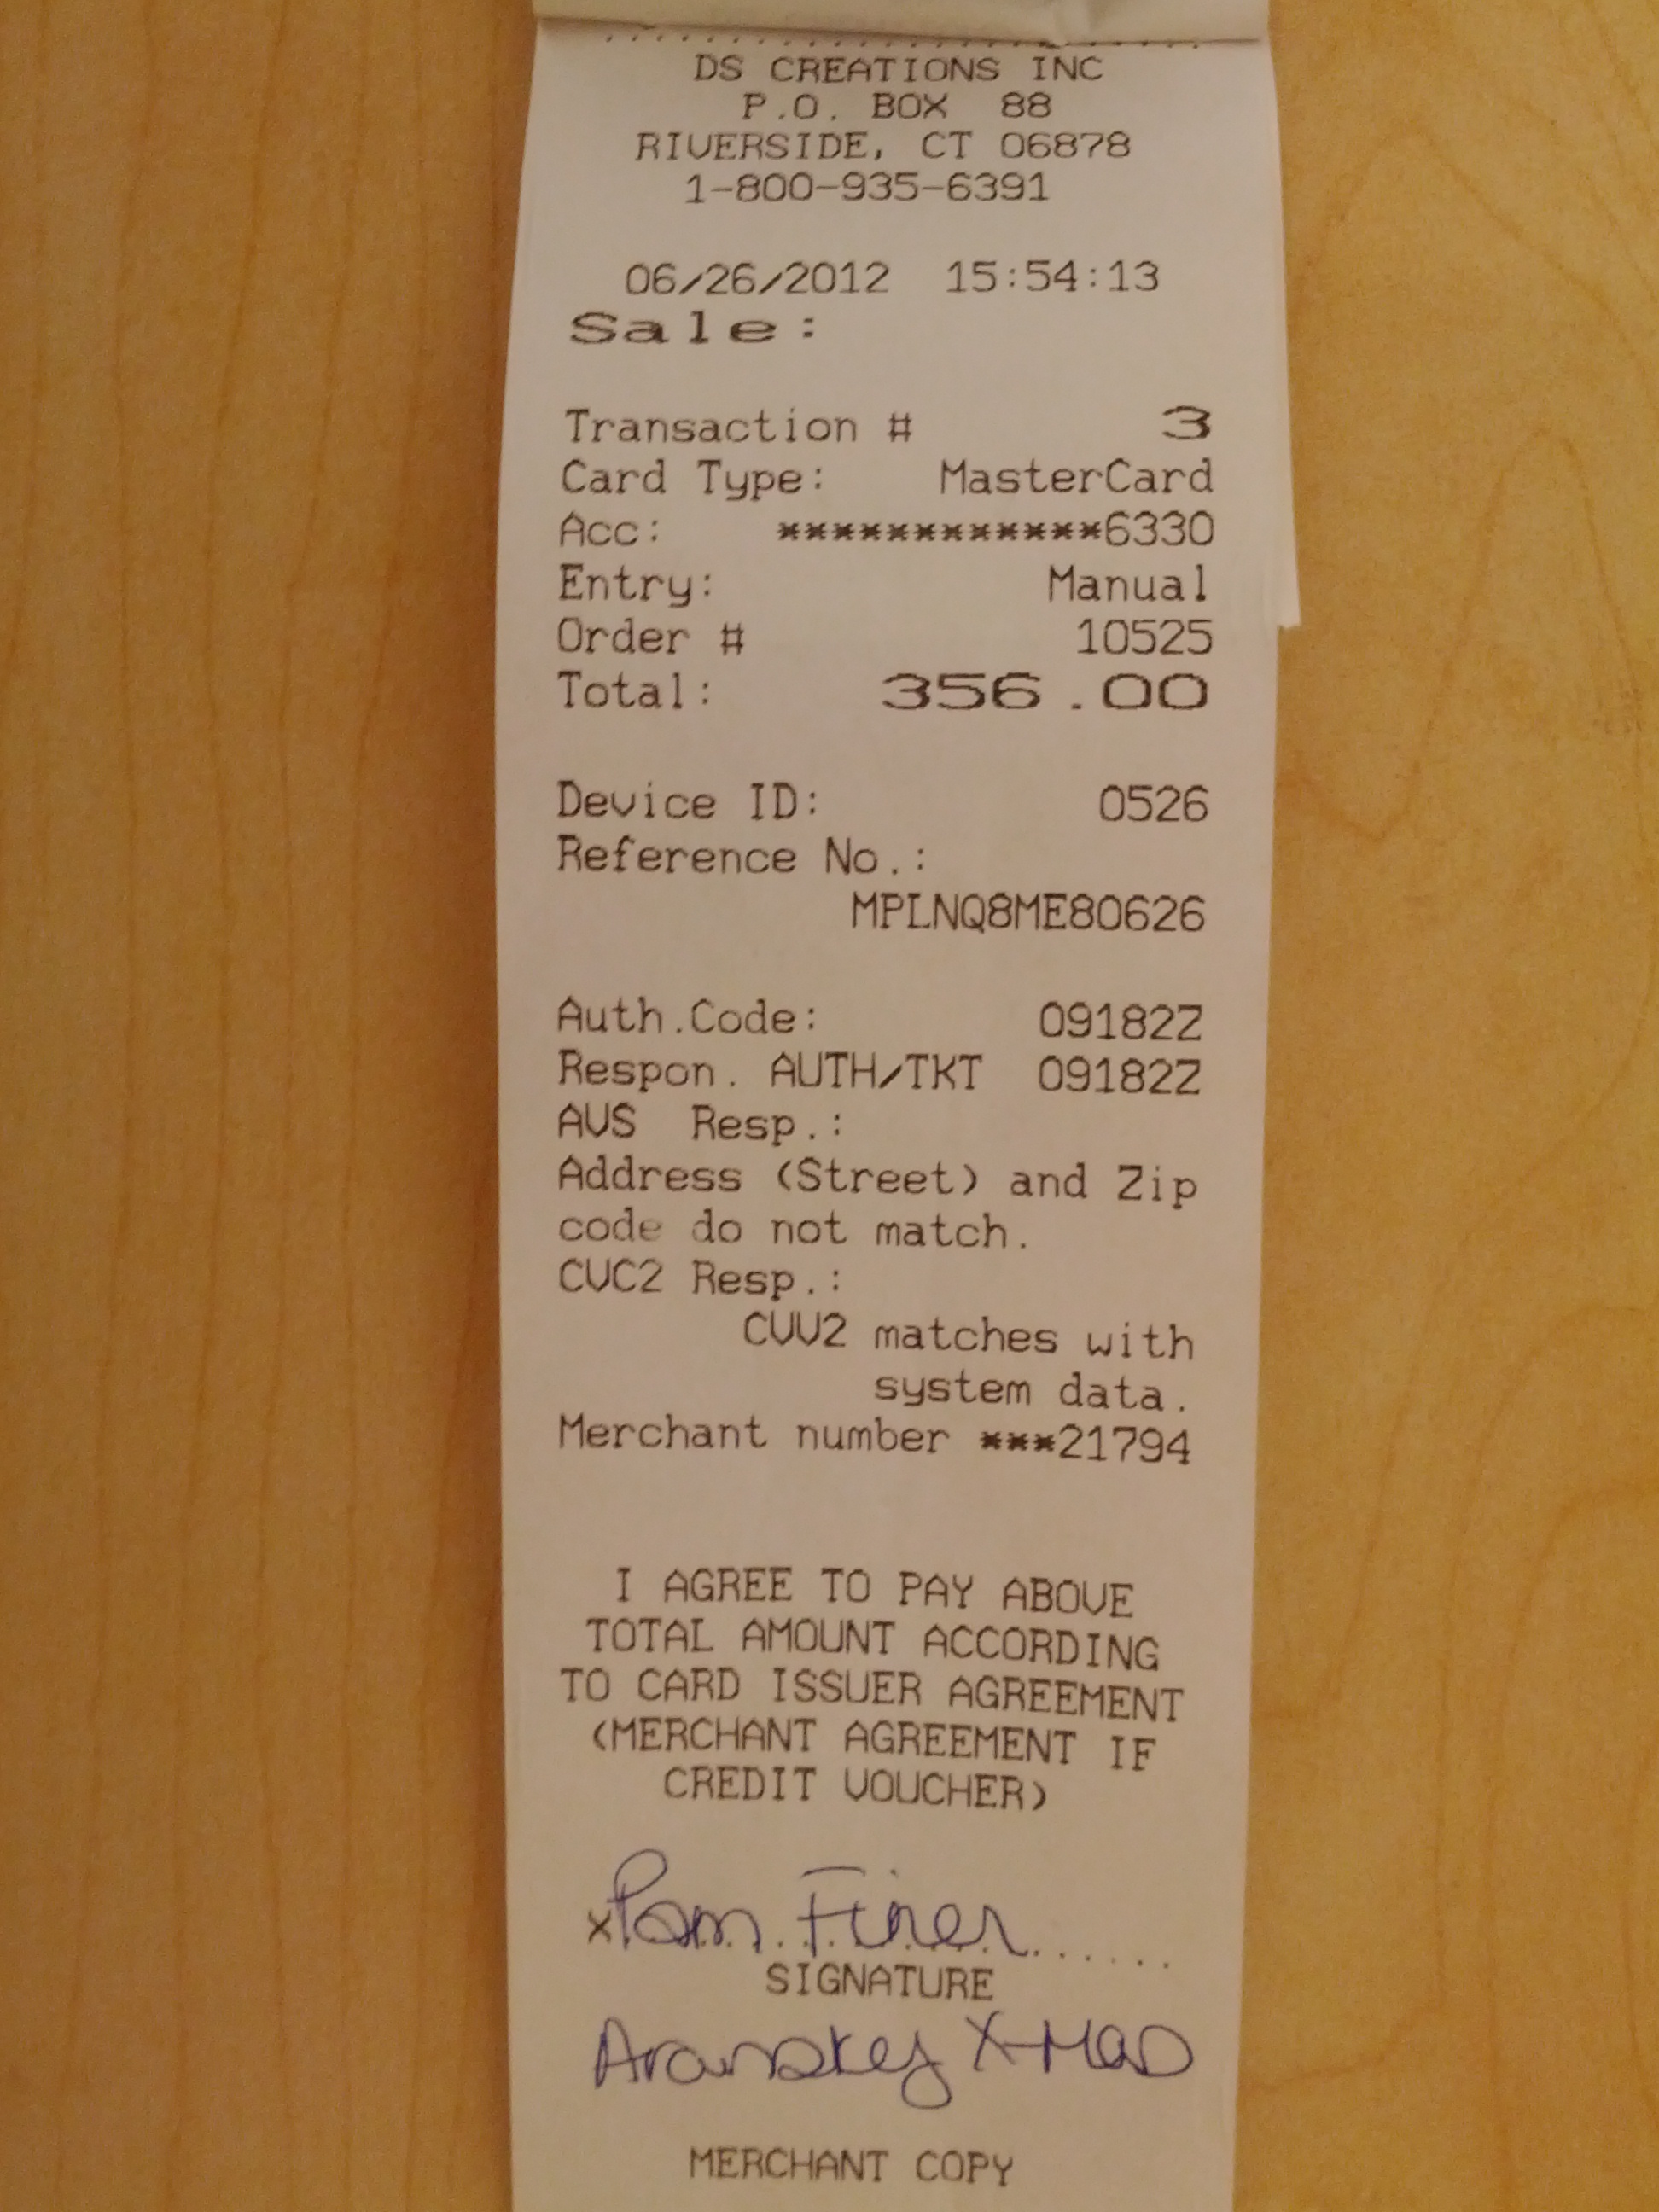 DS CREATIONS INC
P.O. BOX 88
RIVERSIDE, CT 06878
1-800-935-6391
06/26/2012 15:54:13
Sale:
Transaction # 3
Card Type: MasterCard
Acc: ************6330
Entry: Manual
Order # 10525
Total: 356.00
Device ID: 0526
Reference No.:
MPLNQ8ME80626
Auth.Code: 09182Z
Respon. AUTH/TKT 09182Z
AVS Resp.:
Address (Street) and Zip
code do not match.
CVC2 Resp.:
CVV2 matches with
system data.
Merchant number ***21794
I AGREE TO PAY ABOVE
TOTAL AMOUNT ACCORDING
TO CARD ISSUER AGREEMENT
(MERCHANT AGREEMENT IF
CREDIT VOUCHER)
x Pam Finer
SIGNATURE
X-Mas
MERCHANT COPY